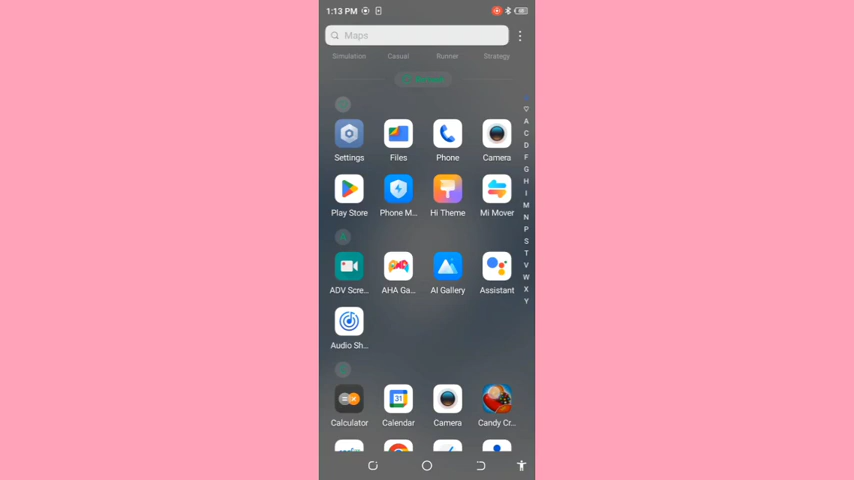 1:13 PM
Maps
Simulation Casual Runner Strategy
Settings Files Phone Camera
Play Store Phone M... Hi Theme Mi Mover
ADV Scre... AHA Ga... AI Gallery Assistant
Audio Sh...
31
Calculator Calendar Camera Candy Cr...
A
C
D
F
G
H
I
M
N
P
S
T
V
W
X
Y